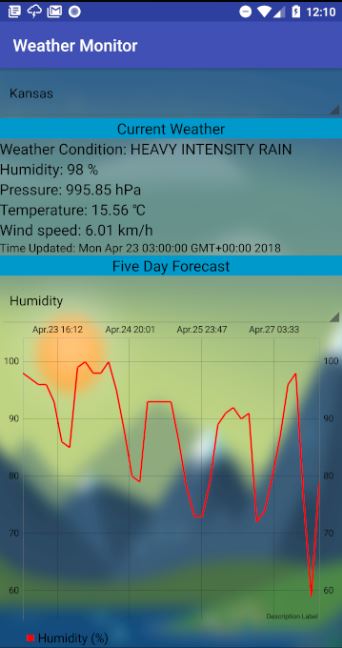 12:10
Weather Monitor
Kansas
Current Weather
Weather Condition: HEAVY INTENSITY RAIN
Humidity: 98 %
Pressure: 995.85 hPa
Temperature: 15.56 °C
Wind speed: 6.01 km/h
Time Updated: Mon Apr 23 03:00:00 GMT+00:00 2018
Five Day Forecast
Humidity
Apr.23 16:12 Apr.24 20:01 Apr.25 23:47 Apr.27 03:33
100 100
90 90
80 80
70 70
60 60
Description Label
Humidity (%)